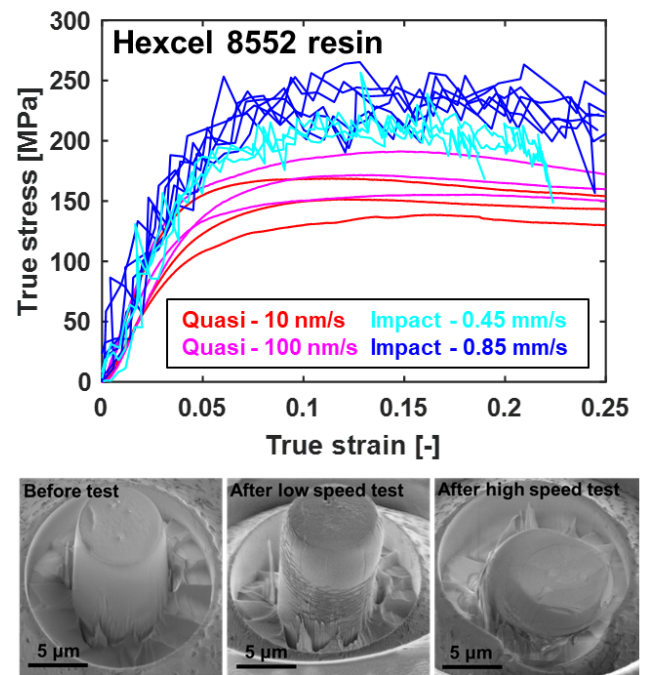 Hexcel 8552 resin
True stress [MPa]
300
250
200
150
100
50
0
Quasi - 10 nm/s Impact - 0.45 mm/s
Quasi - 100 nm/s Impact - 0.85 mm/s
0 0.05 0.1 0.15 0.2 0.25
True strain [-]
Before test After low speed test After high speed test
5 μm 5 μm 5 μm